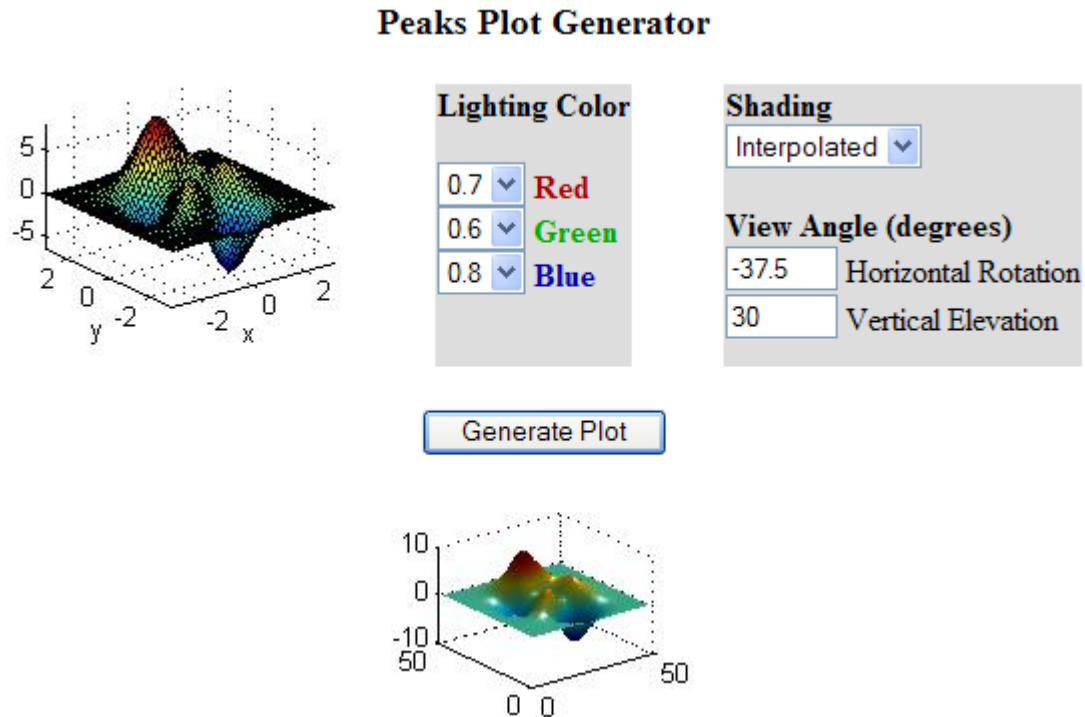 Peaks Plot Generator
5
0
-5
2
0
-2
y
-2
0
2
x
Lighting Color
0.7 Red
0.6 Green
0.8 Blue
Shading
Interpolated
View Angle (degrees)
-37.5 Horizontal Rotation
30 Vertical Elevation
Generate Plot
10
0
-10
50
0
0
50